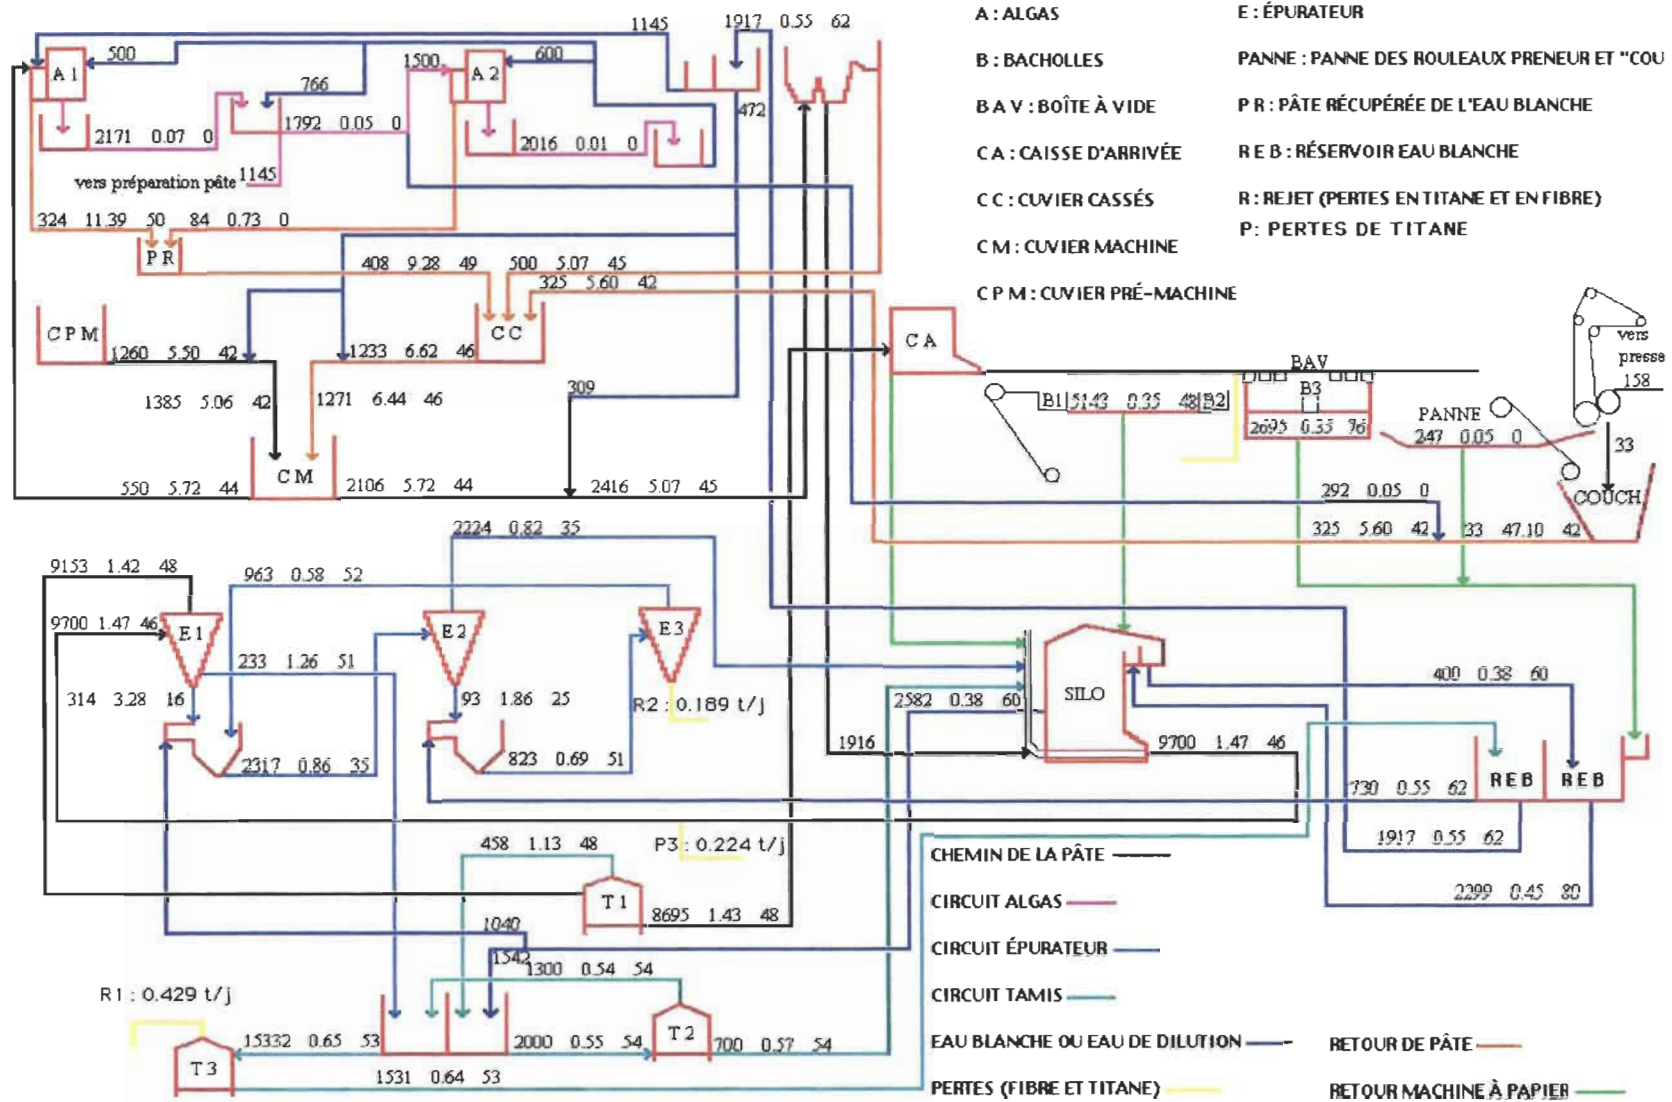 1145
1917 0.55 62
A : ALGAS
E : ÉPURATEUR
500
A 1
1500
A 2
600
B : BACHOLLES
PANNE : PANNE DES ROULEAUX PRENEUR ET "COU
766
472
B A V : BOÎTE À VIDE
P R : PÂTE RÉCUPÉRÉE DE L'EAU BLANCHE
2171 0.07 0
1792 0.05 0
2016 0.01 0
C A : CAISSE D'ARRIVÉE
R E B : RÉSERVOIR EAU BLANCHE
vers préparation pâte 1145
C C : CUVIER CASSÉS
R : REJET (PERTES EN TITANE ET EN FIBRE)
324 11.39 50
84 0.73 0
P: PERTES DE TITANE
P R
C M : CUVIER MACHINE
408 9.28 49
500 5.07 45
325 5.60 42
C P M : CUVIER PRÉ-MACHINE
C P M
C C
C A
vers
presse
1260 5.50 42
1233 6.62 46
BAV
158
309
B3
1385 5.06 42
1271 6.44 46
B1 5143 0.35 48 B2
PANNE
2695 0.35 76
247 0.05 0
33
C M
550 5.72 44
2106 5.72 44
2416 5.07 45
292 0.05 0
COUCH
2224 0.82 35
325 5.60 42
33 47.10 42
9153 1.42 48
963 0.58 52
9700 1.47 46
E 1
E 2
E 3
233 1.26 51
400 0.38 60
314 3.28 16
93 1.86 25
R2 : 0.189 t/j
2582 0.38 60
SILO
1916
9700 1.47 46
2317 0.86 35
823 0.69 51
R E B
R E B
730 0.55 62
P3 : 0.224 t/j
1917 0.55 62
458 1.13 48
CHEMIN DE LA PÂTE
2299 0.45 80
T 1
CIRCUIT ALGAS
8695 1.43 48
1040
CIRCUIT ÉPURATEUR
1542
1300 0.54 54
R1 : 0.429 t/j
CIRCUIT TAMIS
15332 0.65 53
2000 0.55 54
T 2
700 0.57 54
EAU BLANCHE OU EAU DE DILUTION
RETOUR DE PÂTE
T 3
1531 0.64 53
PERTES (FIBRE ET TITANE)
RETOUR MACHINE À PAPIER